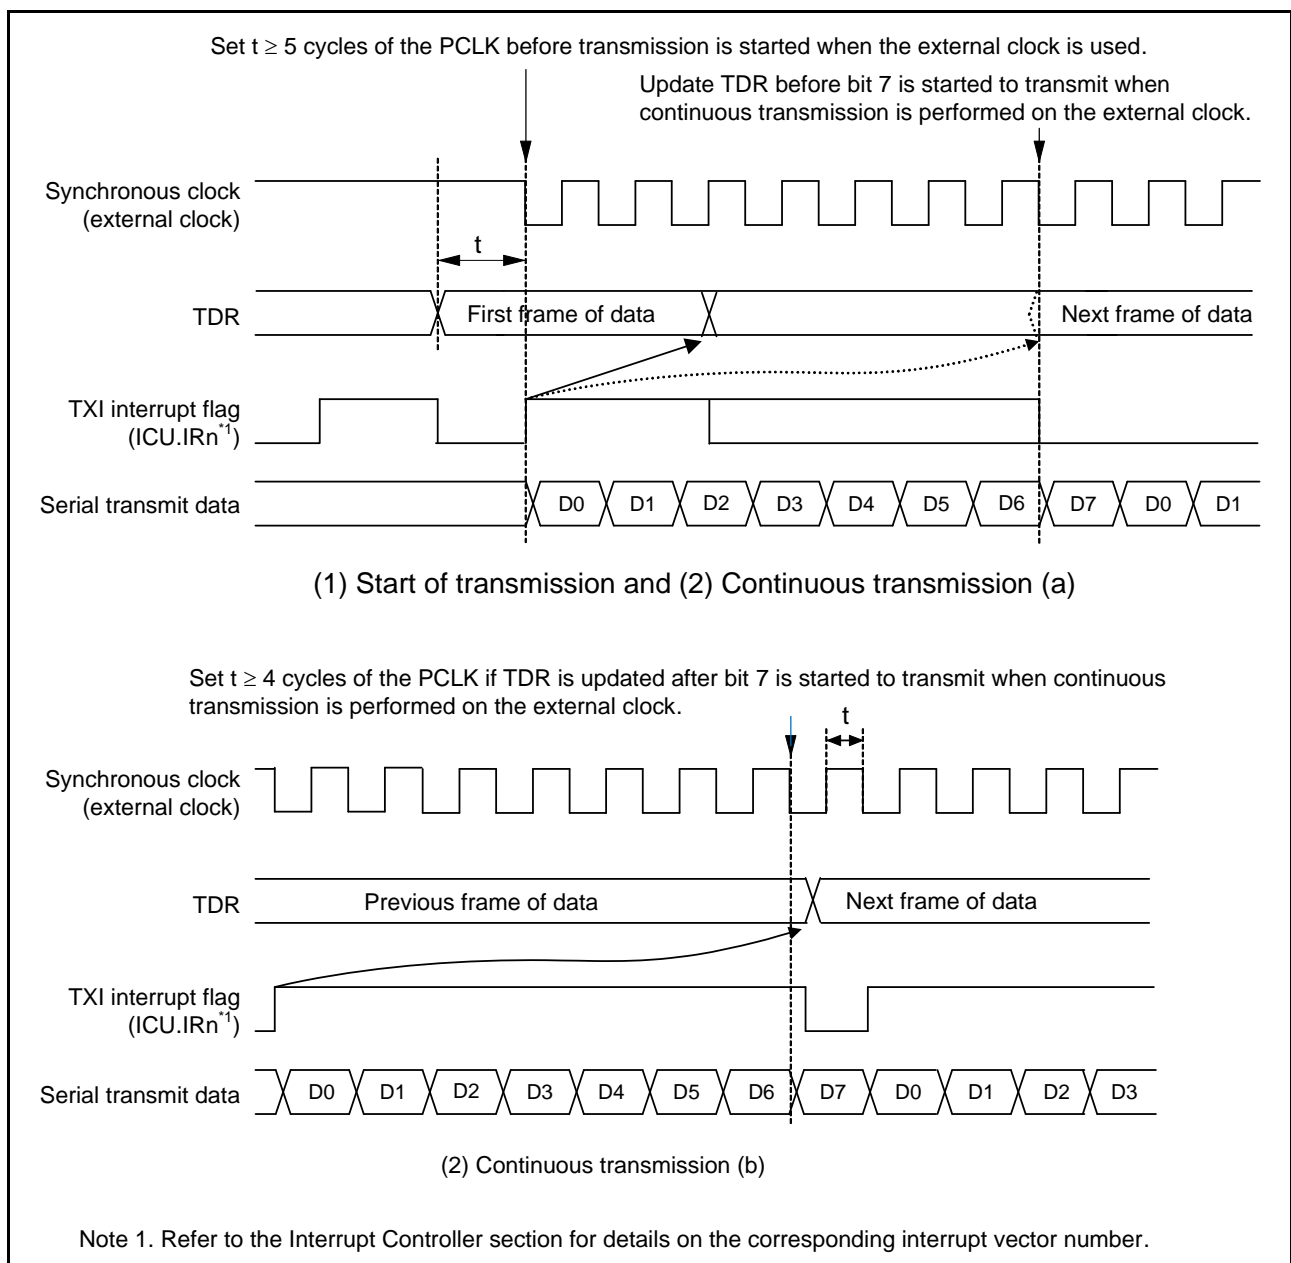 Set t ≥ 5 cycles of the PCLK before transmission is started when the external clock is used.
Update TDR before bit 7 is started to transmit when
continuous transmission is performed on the external clock.
Synchronous clock
(external clock)
t
TDR
First frame of data
Next frame of data
TXI interrupt flag
(ICU.IRn*1)
Serial transmit data
D0 D1 D2 D3 D4 D5 D6 D7 D0 D1
(1) Start of transmission and (2) Continuous transmission (a)
Set t ≥ 4 cycles of the PCLK if TDR is updated after bit 7 is started to transmit when continuous
transmission is performed on the external clock.
t
Synchronous clock
(external clock)
TDR
Previous frame of data
Next frame of data
TXI interrupt flag
(ICU.IRn*1)
Serial transmit data
D0 D1 D2 D3 D4 D5 D6 D7 D0 D1 D2 D3
(2) Continuous transmission (b)
Note 1. Refer to the Interrupt Controller section for details on the corresponding interrupt vector number.